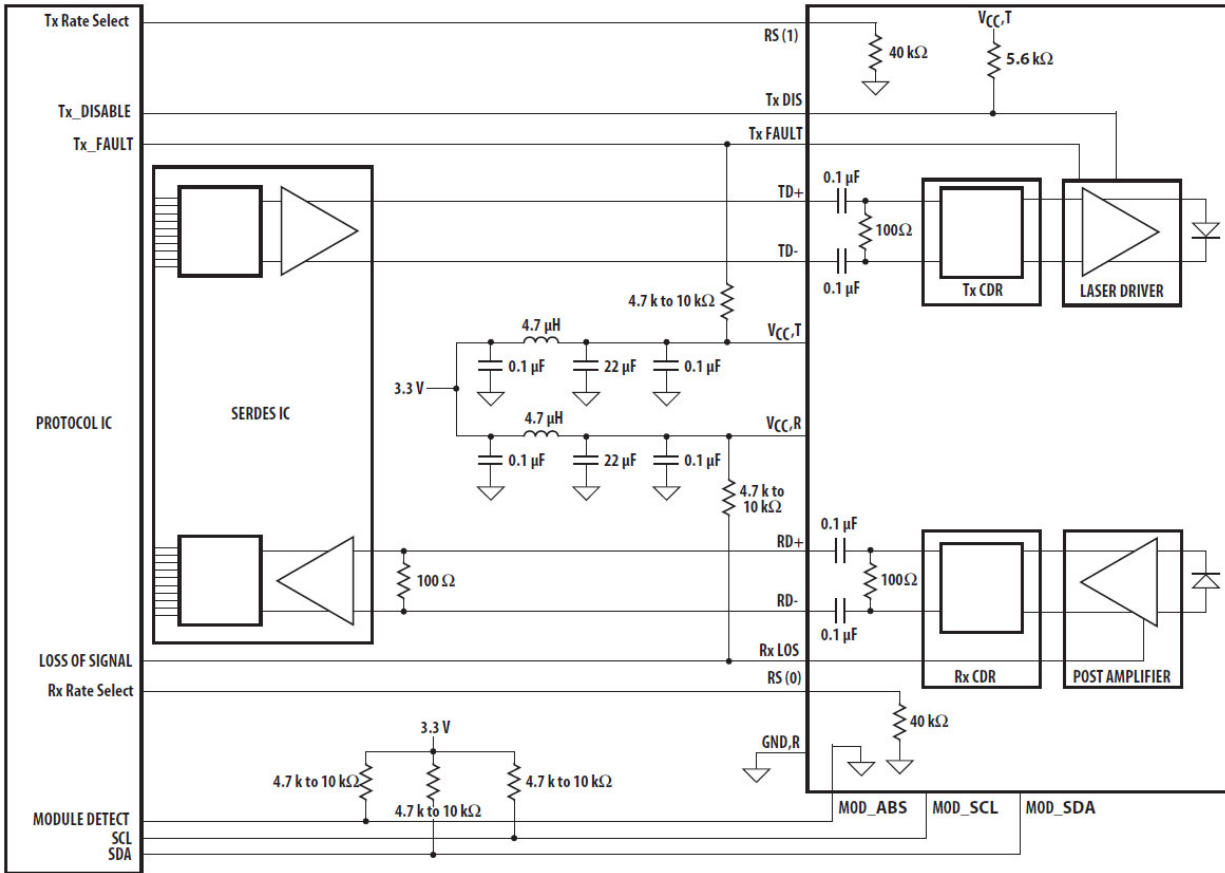 Tx Rate Select
RS (1)
40 kΩ
VCC,T
5.6 kΩ
Tx_DISABLE
Tx DIS
Tx_FAULT
Tx FAULT
0.1 µF
TD+
100Ω
TD-
0.1 µF
Tx CDR
LASER DRIVER
4.7 k to 10 kΩ
4.7 µH
VCC,T
0.1 µF
22 µF
0.1 µF
3.3 V
PROTOCOL IC
SERDES IC
4.7 µH
VCC,R
0.1 µF
22 µF
0.1 µF
4.7 k to
10 kΩ
0.1 µF
RD+
100 Ω
100Ω
RD-
0.1 µF
LOSS OF SIGNAL
Rx LOS
Rx CDR
POST AMPLIFIER
Rx Rate Select
RS (0)
40 kΩ
3.3 V
GND,R
4.7 k to 10 kΩ
4.7 k to 10 kΩ
4.7 k to 10 kΩ
MODULE DETECT
MOD_ABS
MOD_SCL
MOD_SDA
SCL
SDA